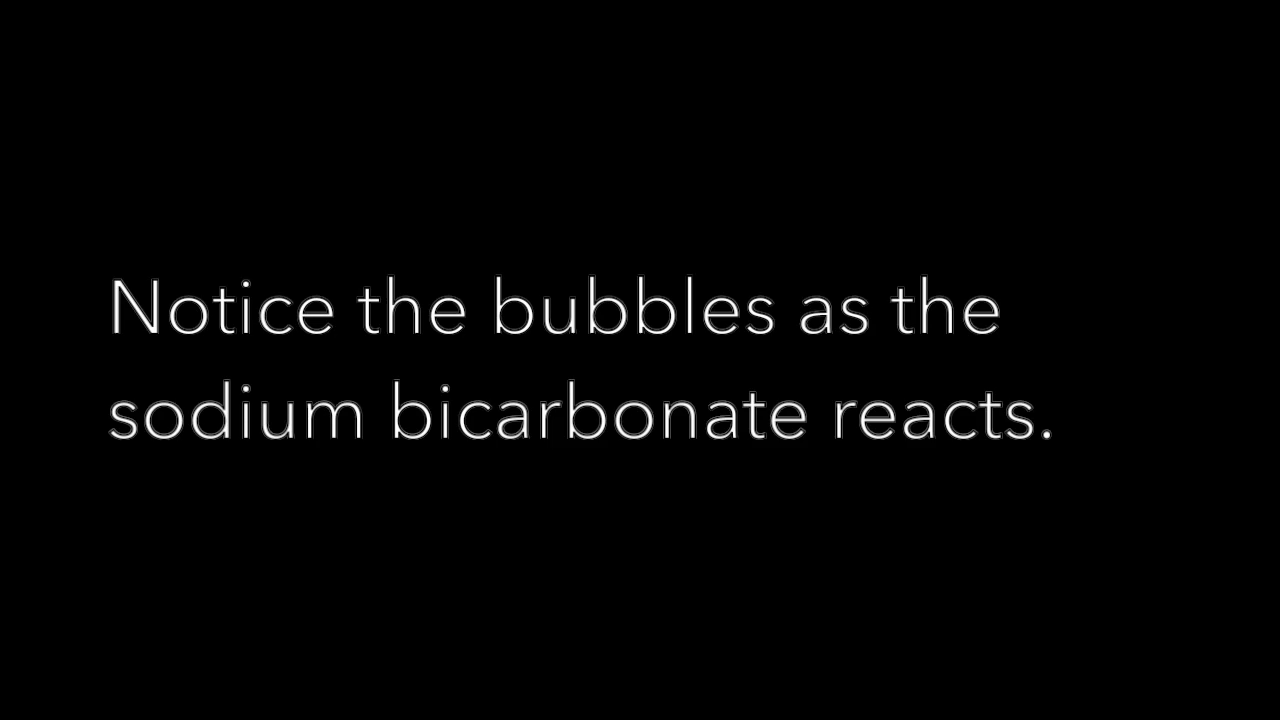 Notice the bubbles as the
sodium bicarbonate reacts.